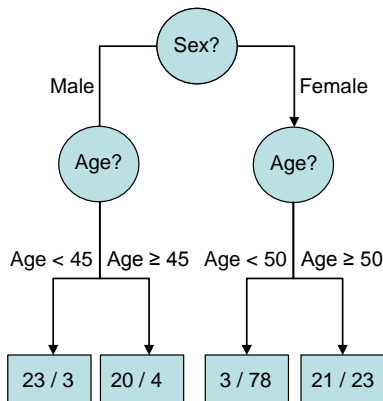 Sex?
Male
Female
Age?
Age?
Age < 45
Age ≥ 45
Age < 50
Age ≥ 50
23 / 3
20 / 4
3 / 78
21 / 23